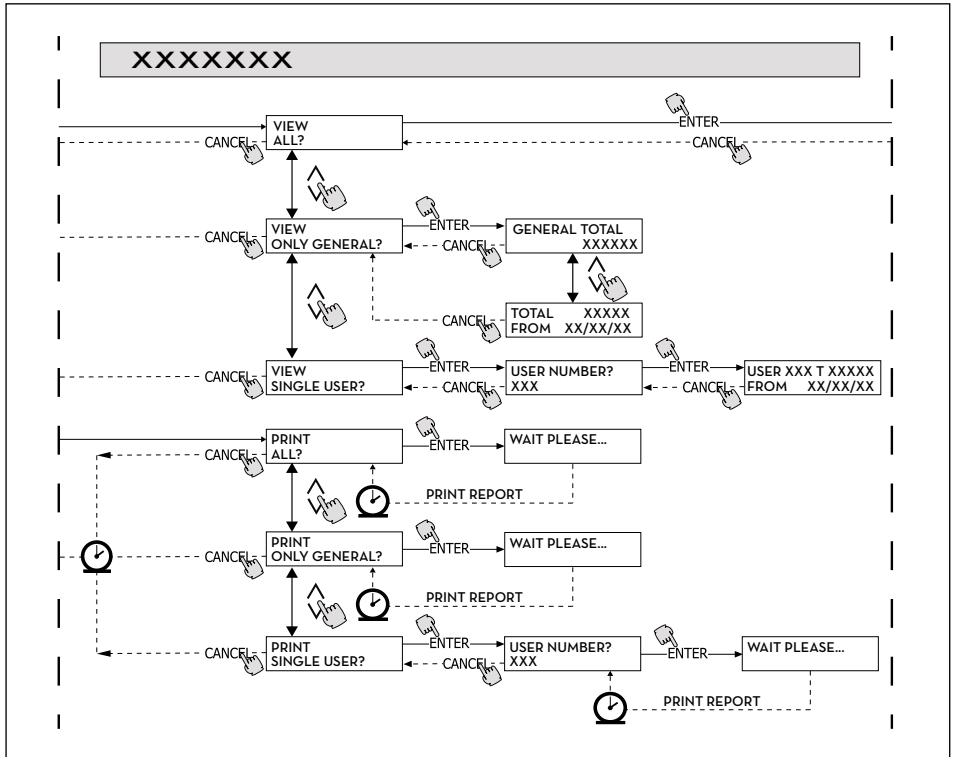 XXXXXXX
VIEW
ALL?
ENTER
CANCEL
CANCEL
VIEW
ONLY GENERAL?
CANCEL
ENTER
CANCEL
GENERAL TOTAL
XXXXXX
CANCEL
TOTAL XXXXX
FROM XX/XX/XX
VIEW
SINGLE USER?
CANCEL
ENTER
CANCEL
USER NUMBER?
XXX
ENTER
CANCEL
USER XXX T XXXXX
FROM XX/XX/XX
PRINT
ALL?
CANCEL
ENTER
WAIT PLEASE...
PRINT REPORT
PRINT
ONLY GENERAL?
CANCEL
ENTER
WAIT PLEASE...
PRINT REPORT
PRINT
SINGLE USER?
CANCEL
ENTER
CANCEL
USER NUMBER?
XXX
ENTER
WAIT PLEASE...
PRINT REPORT